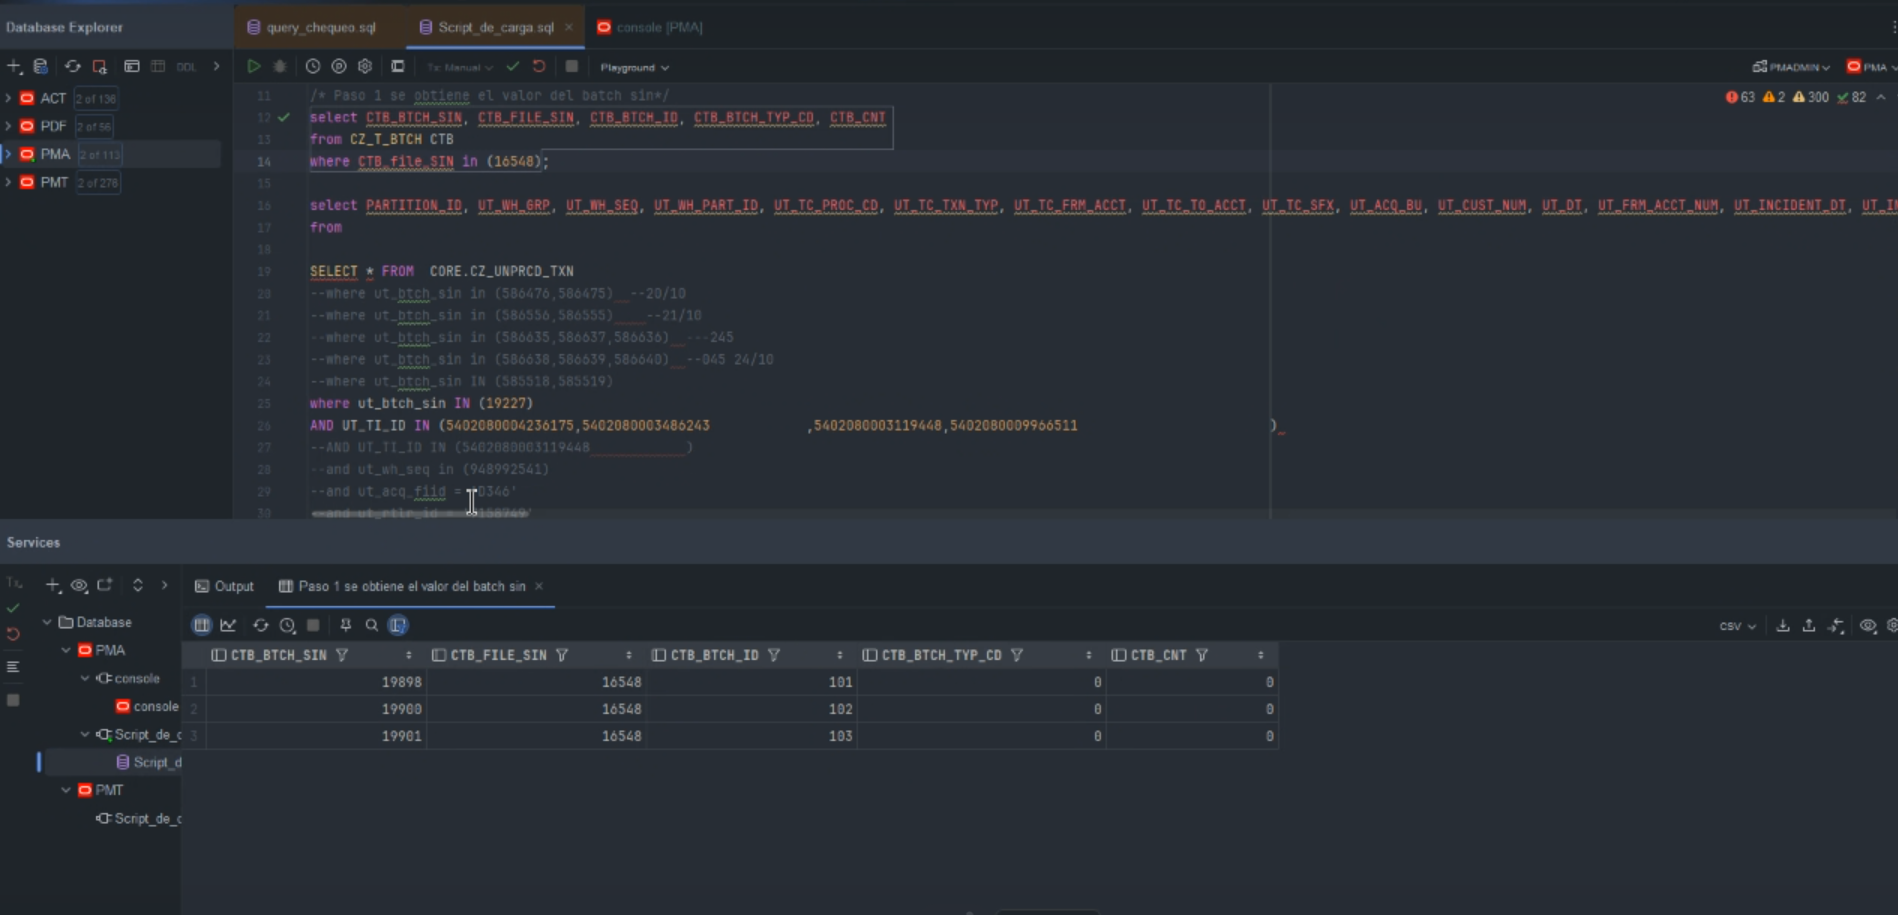 Database Explorer
query_chequeo.sql
Script_de_carga.sql
console [PMA]
DDL
Tx: Manual
Playground
PMADMIN
PMA
ACT 2 of 136
PDF 2 of 56
PMA 2 of 113
PMT 2 of 278
63 2 300 82
11 /* Paso 1 se obtiene el valor del batch sin*/
12 select CTB_BTCH_SIN, CTB_FILE_SIN, CTB_BTCH_ID, CTB_BTCH_TYP_CD, CTB_CNT
13 from CZ_T_BTCH CTB
14 where CTB_file_SIN in (16548);
15
16 select PARTITION_ID, UT_WH_GRP, UT_WH_SEQ, UT_WH_PART_ID, UT_TC_PROC_CD, UT_TC_TXN_TYP, UT_TC_FRM_ACCT, UT_TC_TO_ACCT, UT_TC_SFX, UT_ACQ_BU, UT_CUST_NUM, UT_DT, UT_FRM_ACCT_NUM, UT_INCIDENT_DT,
17 from
18
19 SELECT * FROM CORE.CZ_UNPRCD_TXN
20 --where ut_btch_sin in (586476,586475) --20/10
21 --where ut_btch_sin in (586556,586555) --21/10
22 --where ut_btch_sin in (586635,586637,586636) ---245
23 --where ut_btch_sin in (586638,586639,586640) --045 24/10
24 --where ut_btch_sin IN (585518,585519)
25 where ut_btch_sin IN (19227)
26 AND UT_TI_ID IN (5402080004236175,5402080003486243 ,5402080003119448,5402080009966511 )
27 --AND UT_TI_ID IN (5402080003119448 )
28 --and ut_wh_seq in (948992541)
29 --and ut_acq_fiid = 0346'
30
Services
Tx
Output
Paso 1 se obtiene el valor del batch sin
Database
PMA
console
console
Script_de_c
Script_d
PMT
Script_de_c
CSV
CTB_BTCH_SIN CTB_FILE_SIN CTB_BTCH_ID CTB_BTCH_TYP_CD CTB_CNT
1 19898 16548 101 0 0
2 19900 16548 102 0 0
3 19901 16548 103 0 0